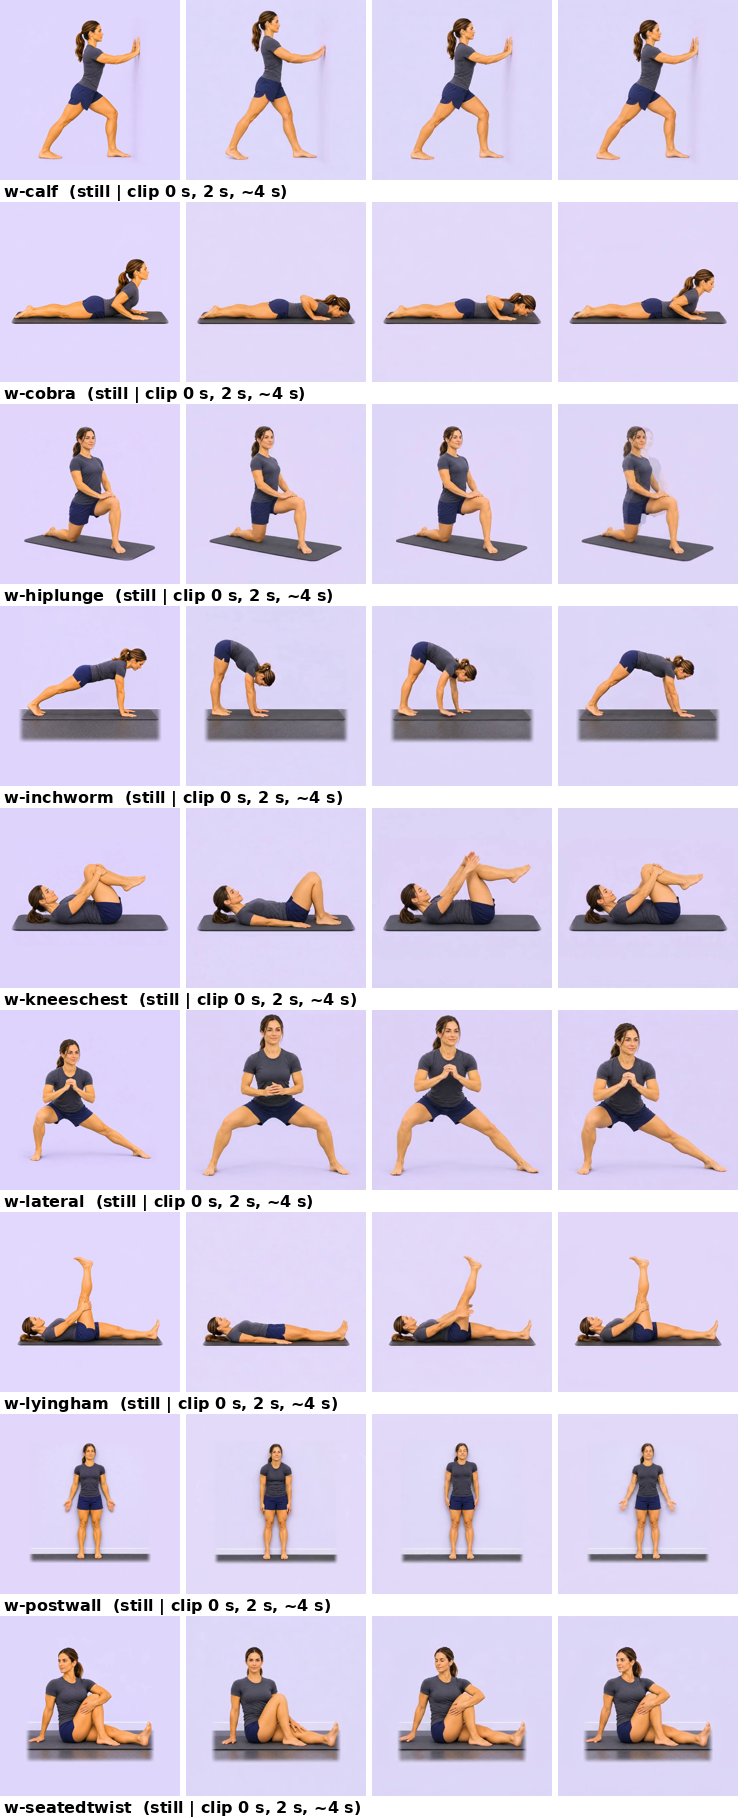 w-calf (still | clip 0 s, 2 s, ~4 s)
w-cobra (still | clip 0 s, 2 s, ~4 s)
w-hiplunge (still | clip 0 s, 2 s, ~4 s)
w-inchworm (still | clip 0 s, 2 s, ~4 s)
w-kneeschest (still | clip 0 s, 2 s, ~4 s)
w-lateral (still | clip 0 s, 2 s, ~4 s)
w-lyingham (still | clip 0 s, 2 s, ~4 s)
w-postwall (still | clip 0 s, 2 s, ~4 s)
w-seatedtwist (still | clip 0 s, 2 s, ~4 s)